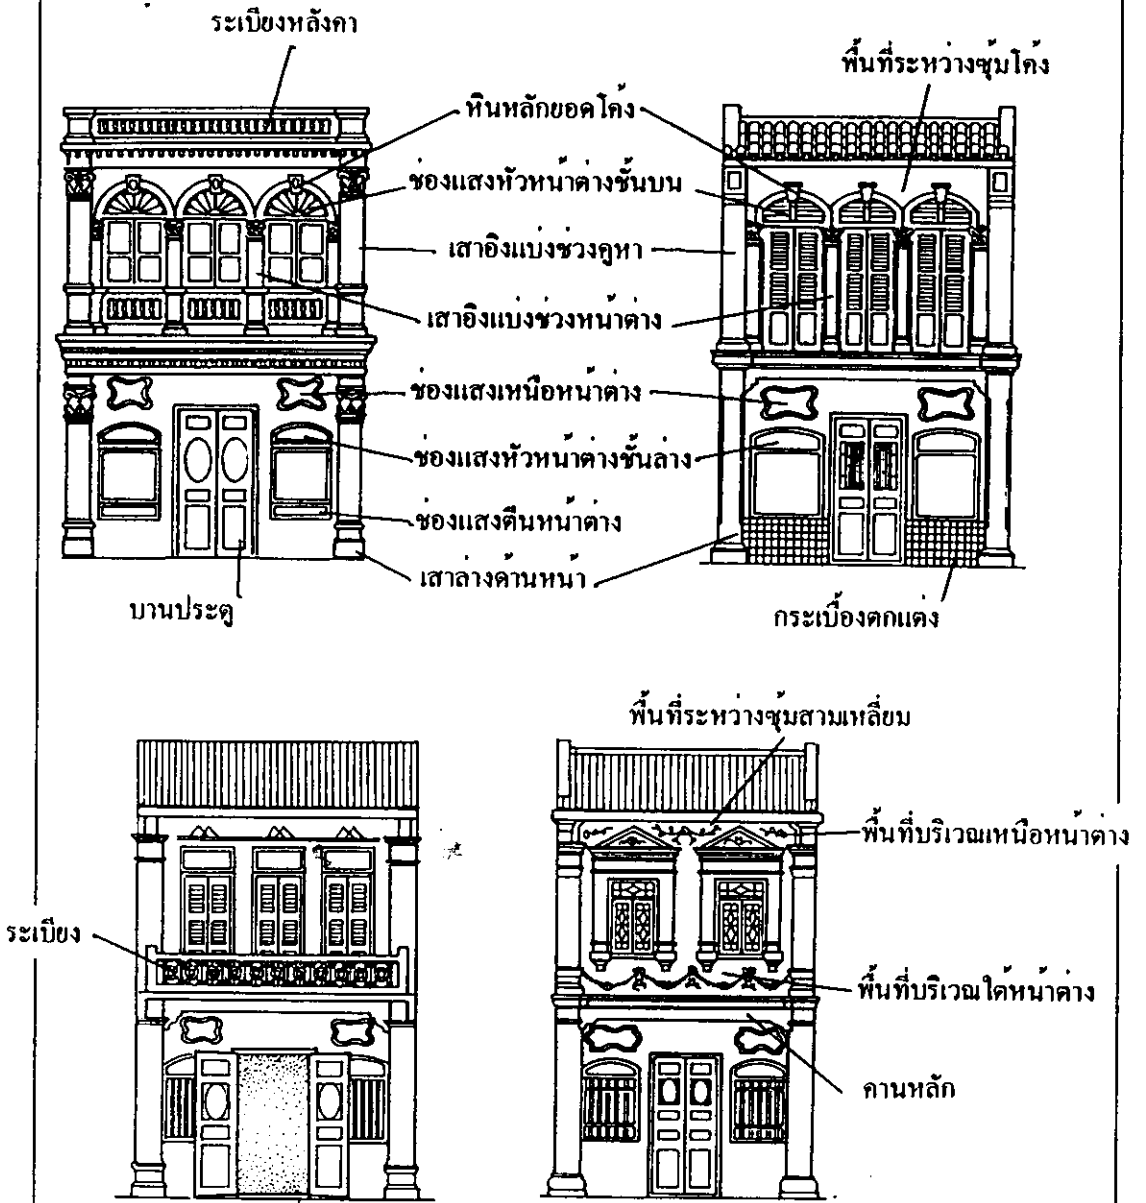 ระเบียงหลังคา
พื้นที่ระหว่างซุ้มโค้ง
หินหลักยอดโค้ง
ช่องแสงหัวหน้าต่างชั้นบน
เสาอิงแบ่งช่วงคูหา
เสาอิงแบ่งช่วงหน้าต่าง
ช่องแสงเหนือหน้าต่าง
ช่องแสงหัวหน้าต่างชั้นล่าง
ช่องแสงตีนหน้าต่าง
เสาล่างด้านหน้า
บานประตู
กระเบื้องตกแต่ง
พื้นที่ระหว่างซุ้มสามเหลี่ยม
พื้นที่บริเวณเหนือหน้าต่าง
ระเบียง
พื้นที่บริเวณใต้หน้าต่าง
คานหลัก